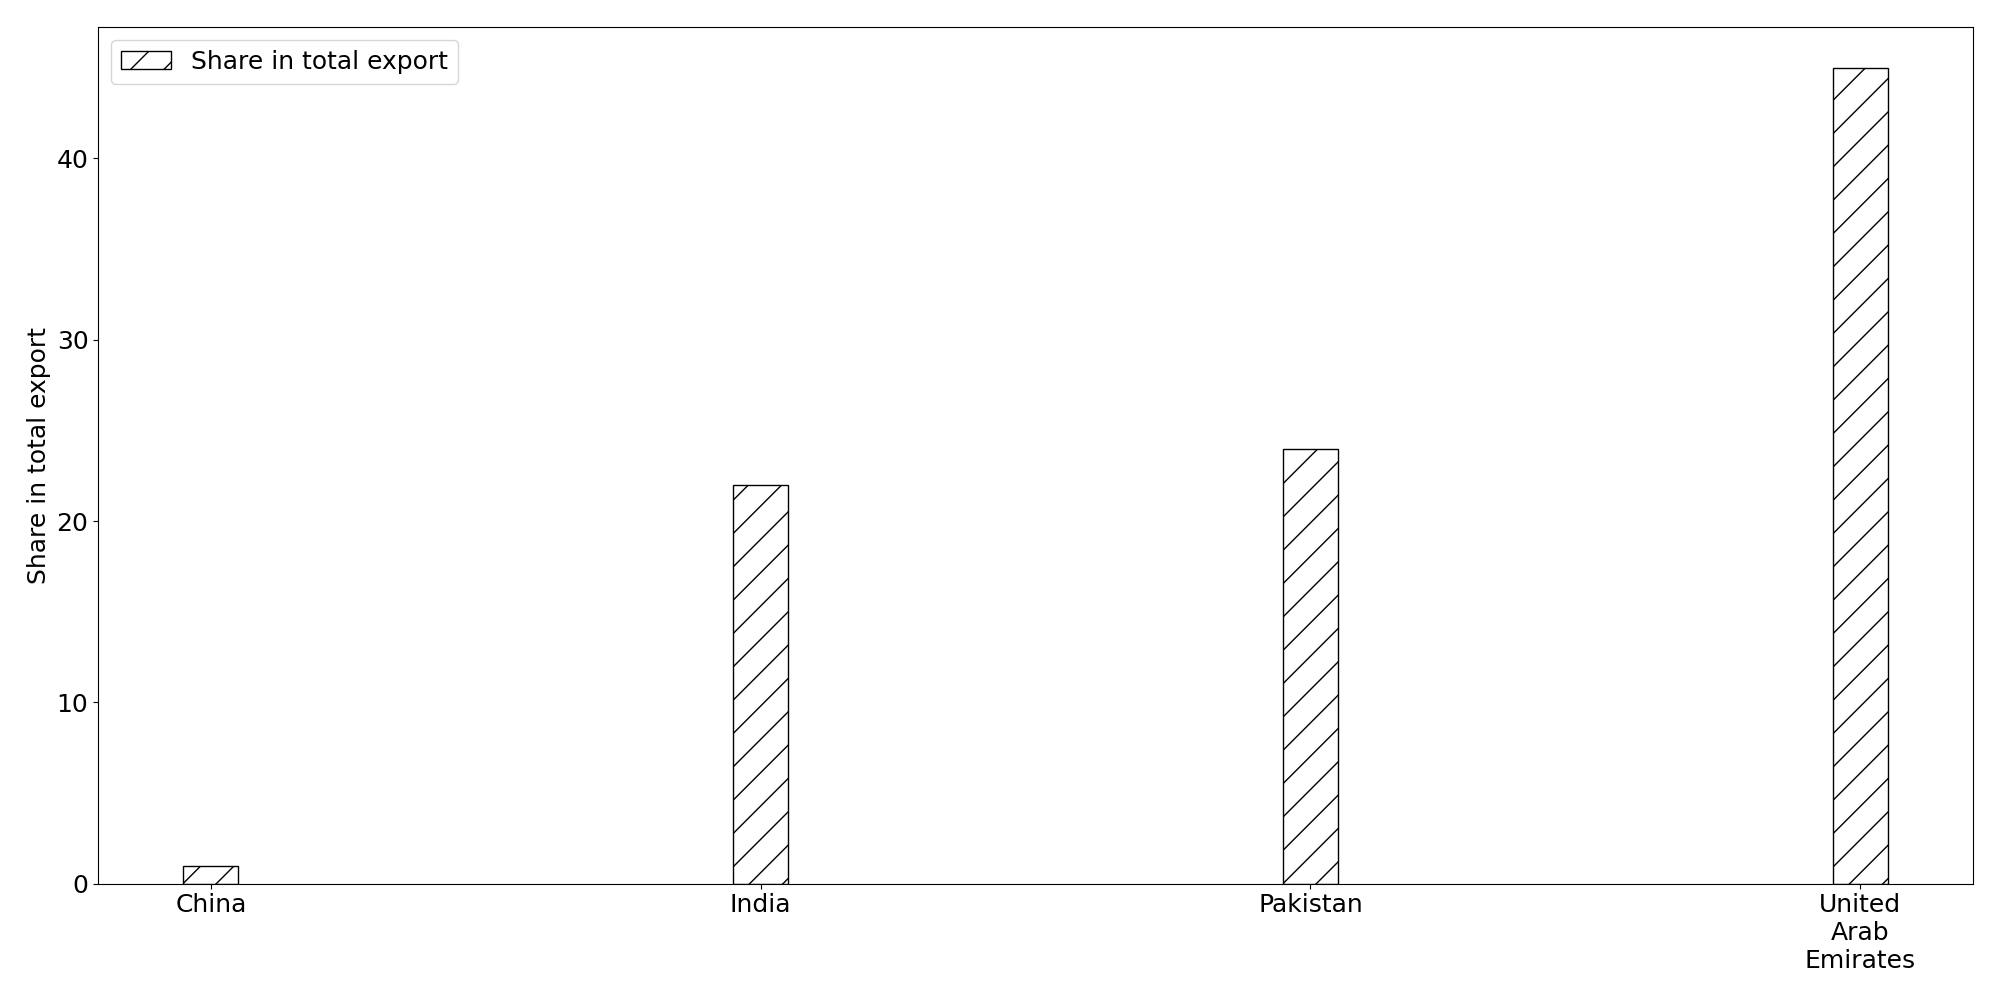 Share in total export
Share in total export
40
30
20
10
0
China
India
Pakistan
United
Arab
Emirates